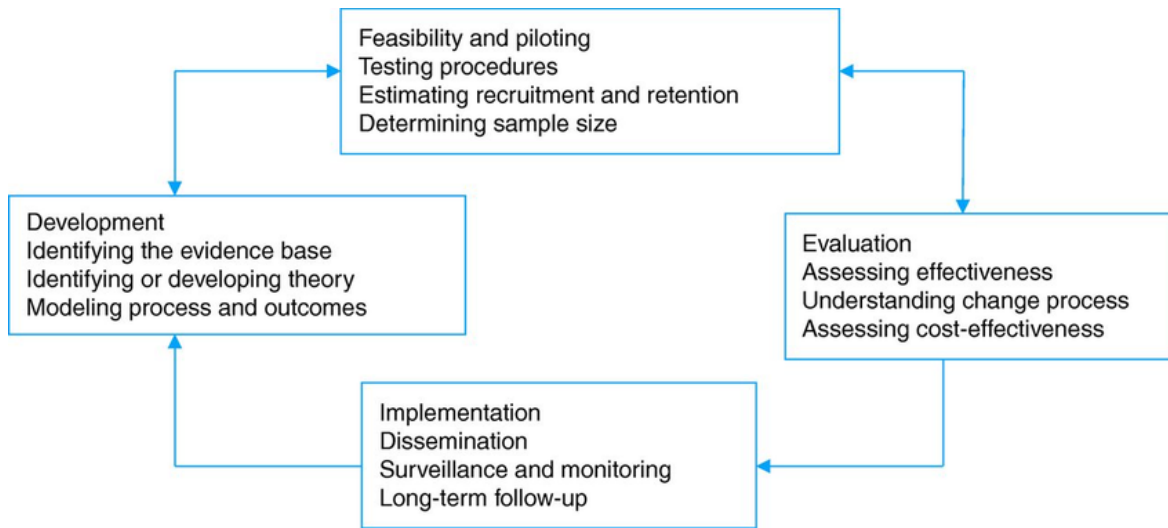 Feasibility and piloting
Testing procedures
Estimating recruitment and retention
Determining sample size
Development
Identifying the evidence base
Identifying or developing theory
Modeling process and outcomes
Evaluation
Assessing effectiveness
Understanding change process
Assessing cost-effectiveness
Implementation
Dissemination
Surveillance and monitoring
Long-term follow-up